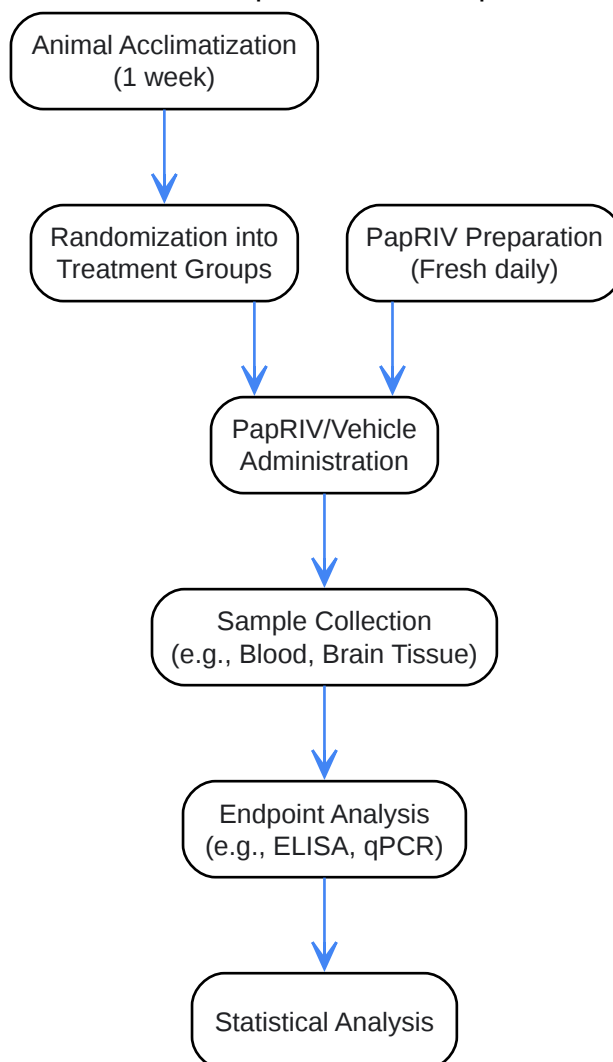 Animal Acclimatization
(1 week)
Randomization into
Treatment Groups
PapRIV Preparation
(Fresh daily)
PapRIV/Vehicle
Administration
Sample Collection
(e.g., Blood, Brain Tissue)
Endpoint Analysis
(e.g., ELISA, qPCR)
Statistical Analysis